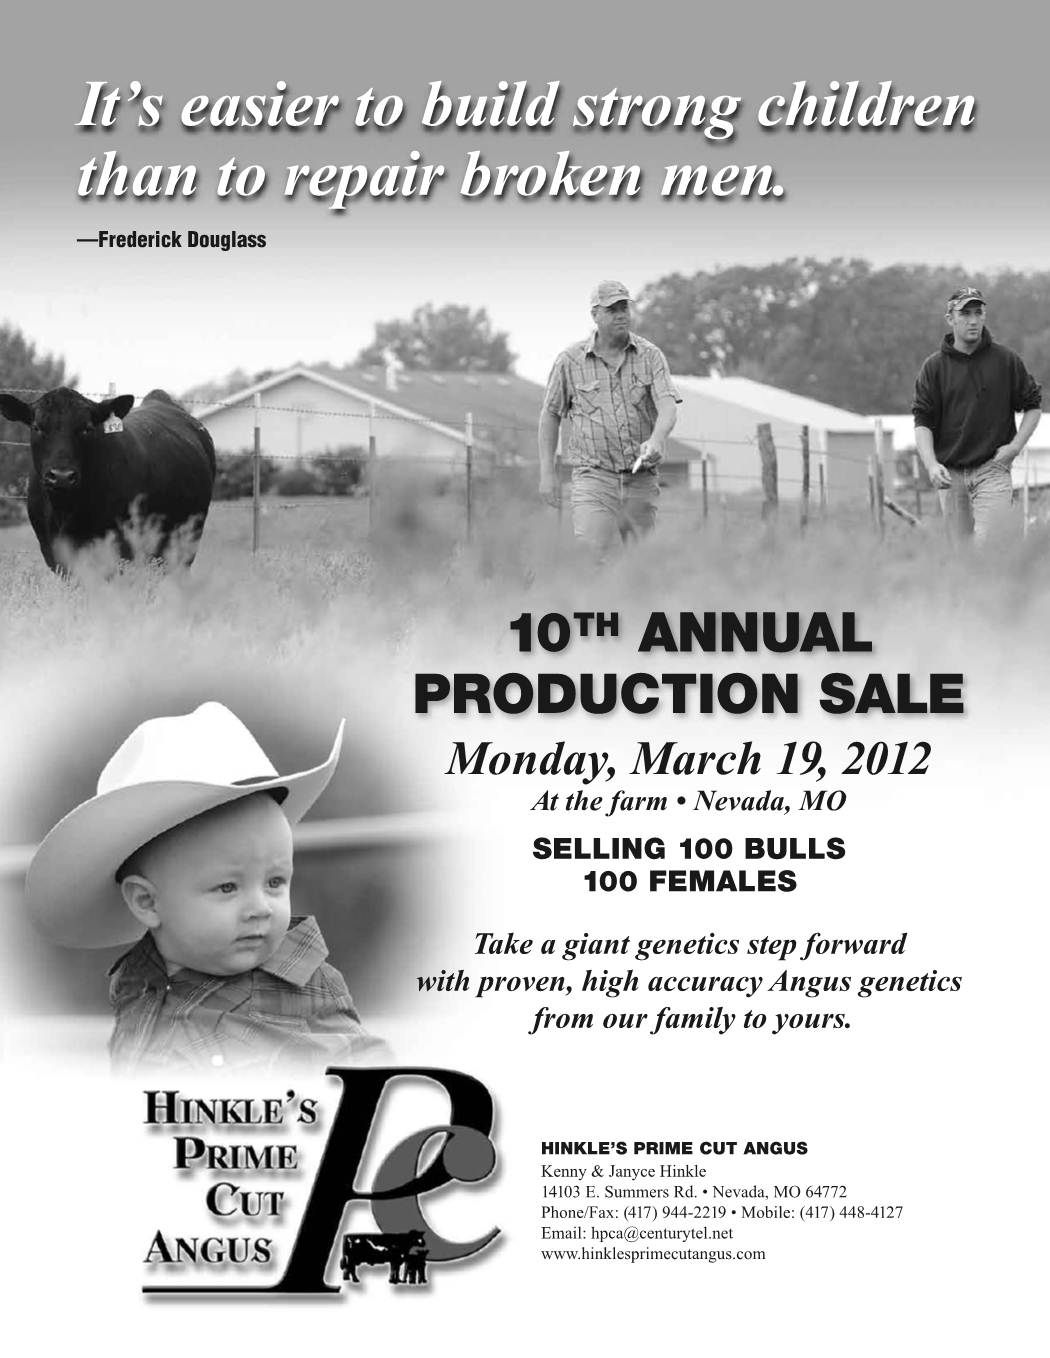 It's easier to build strong children
than to repair broken men.
—Frederick Douglass
10TH ANNUAL
PRODUCTION SALE
Monday, March 19, 2012
At the farm • Nevada, MO
SELLING 100 BULLS
100 FEMALES
Take a giant genetics step forward
with proven, high accuracy Angus genetics
from our family to yours.
HINKLE'S
PRIME
CUT
ANGUS
PC
HINKLE'S PRIME CUT ANGUS
Kenny & Janyce Hinkle
14103 E. Summers Rd. • Nevada, MO 64772
Phone/Fax: (417) 944-2219 • Mobile: (417) 448-4127
Email: hpca@centurytel.net
www.hinklesprimecutangus.com